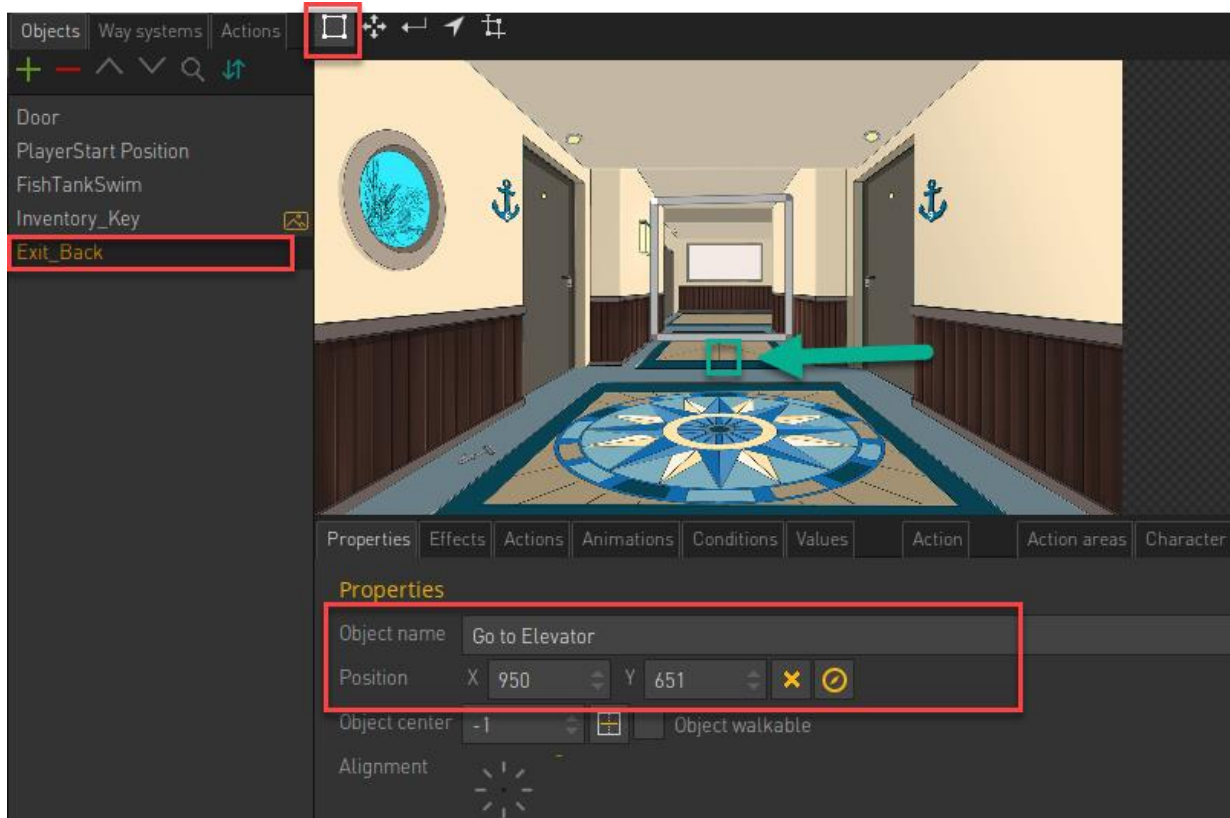 Objects Way systems Actions
Door
PlayerStart Position
FishTankSwim
Inventory_Key
Exit_Back
Properties Effects Actions Animations Conditions Values Action Action areas Character
Properties
Object name Go to Elevator
Position X 950 Y 651
Object center -1 Object walkable
Alignment